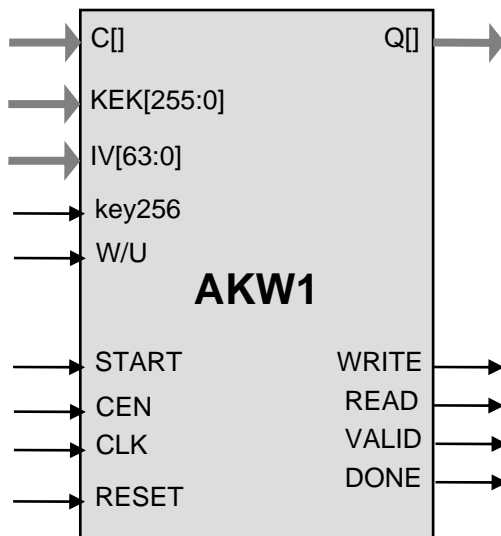 C[] Q[]
KEK[255:0]
IV[63:0]
key256
W/U
AKW1
START WRITE
CEN READ
CLK VALID
RESET DONE